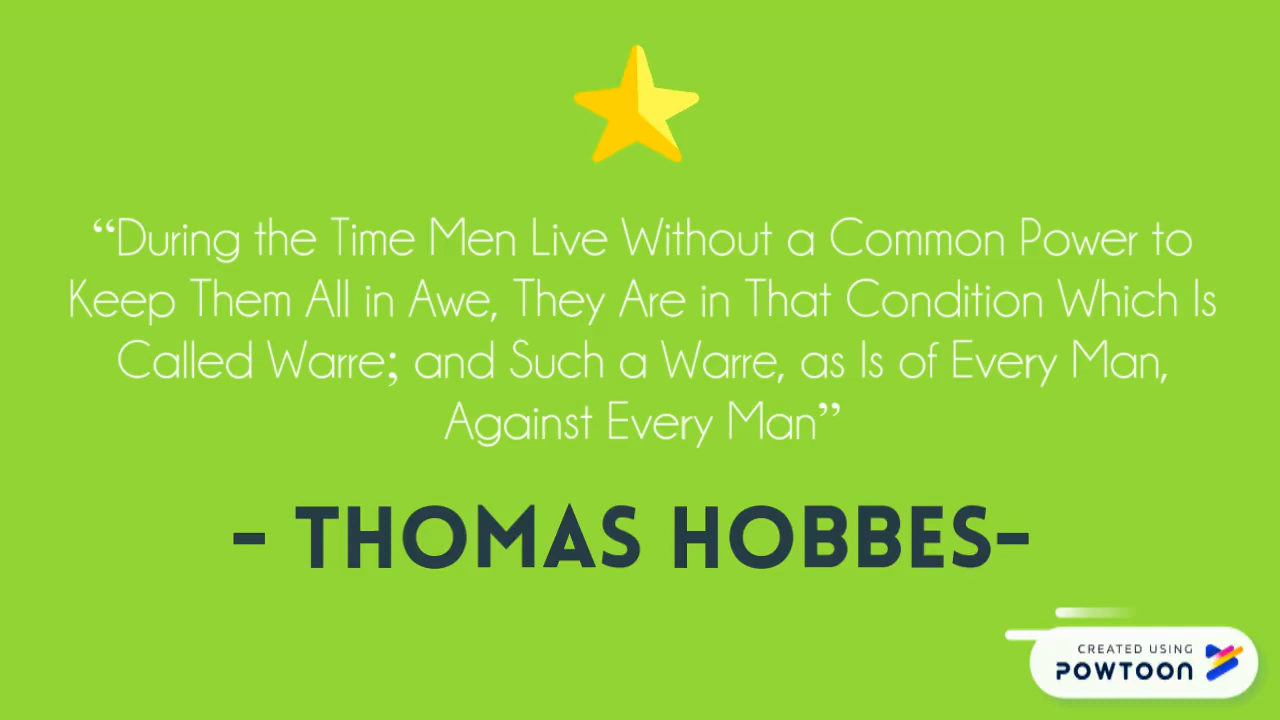 “During the Time Men Live Without a Common Power to
Keep Them All in Awe, They Are in That Condition Which Is
Called Warre; and Such a Warre, as Is of Every Man,
Against Every Man”
- THOMAS HOBBES-
CREATED USING
POWTOON